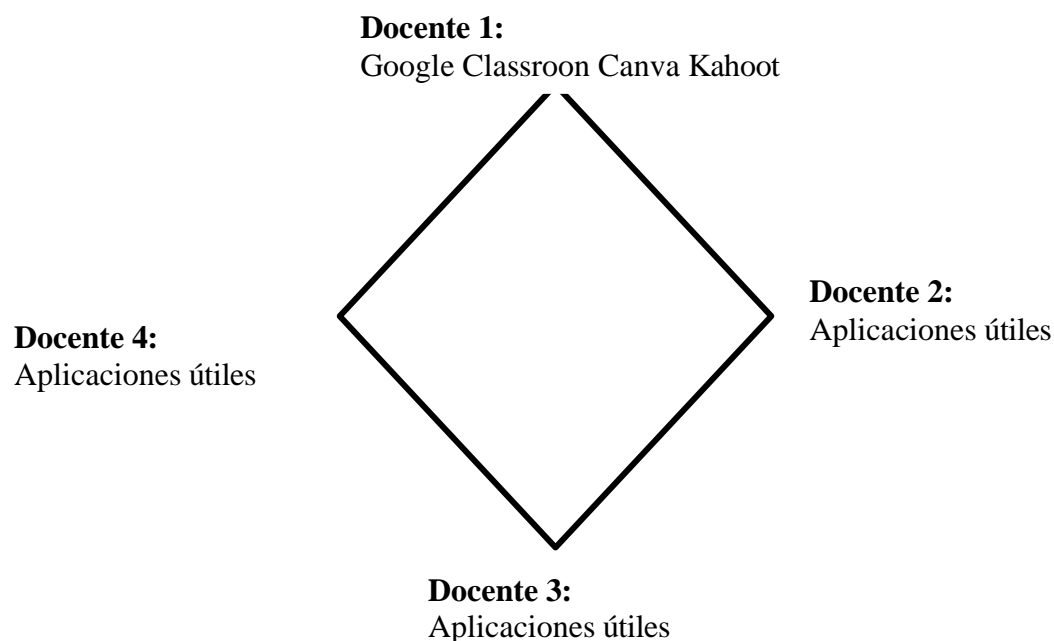 Docente 1:
Google Classroon Canva Kahoot
Docente 2:
Aplicaciones útiles
Docente 4:
Aplicaciones útiles
Docente 3:
Aplicaciones útiles